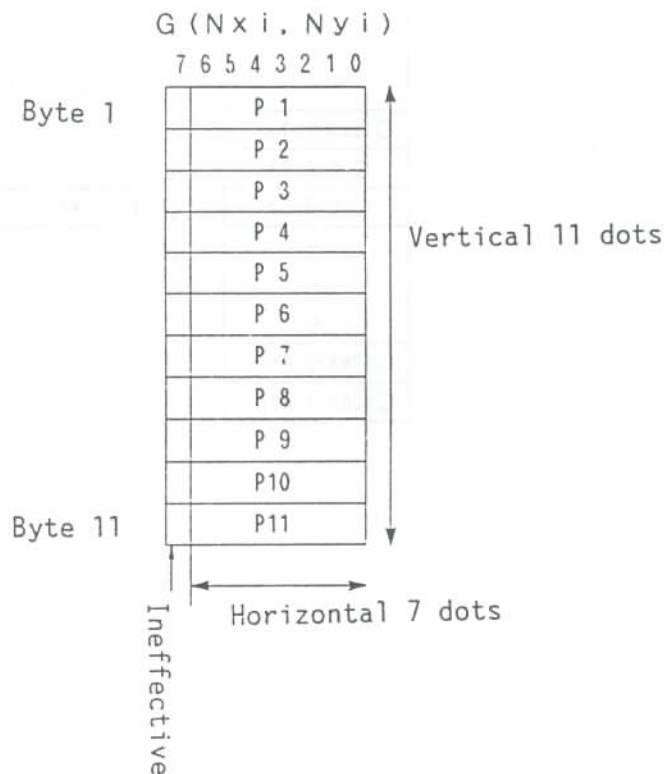 G (Nxi, Nyi)
7 6 5 4 3 2 1 0
Byte 1
P 1
P 2
P 3
P 4
Vertical 11 dots
P 5
P 6
P 7
P 8
P 9
P10
Byte 11
P11
Horizontal 7 dots
Ineffective